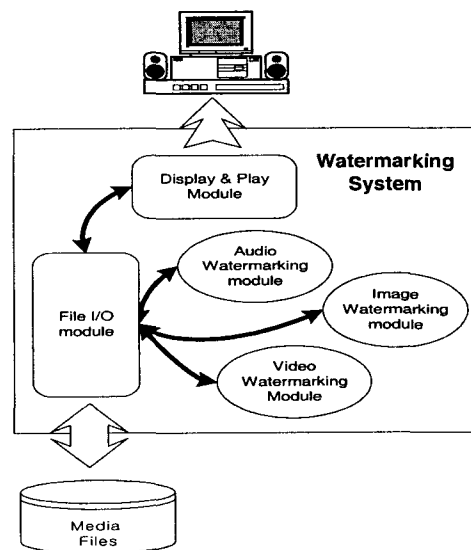 Watermarking
System
Display & Play
Module
Audio
Watermarking
module
File I/O
module
Image
Watermarking
module
Video
Watermarking
Module
Media
Files